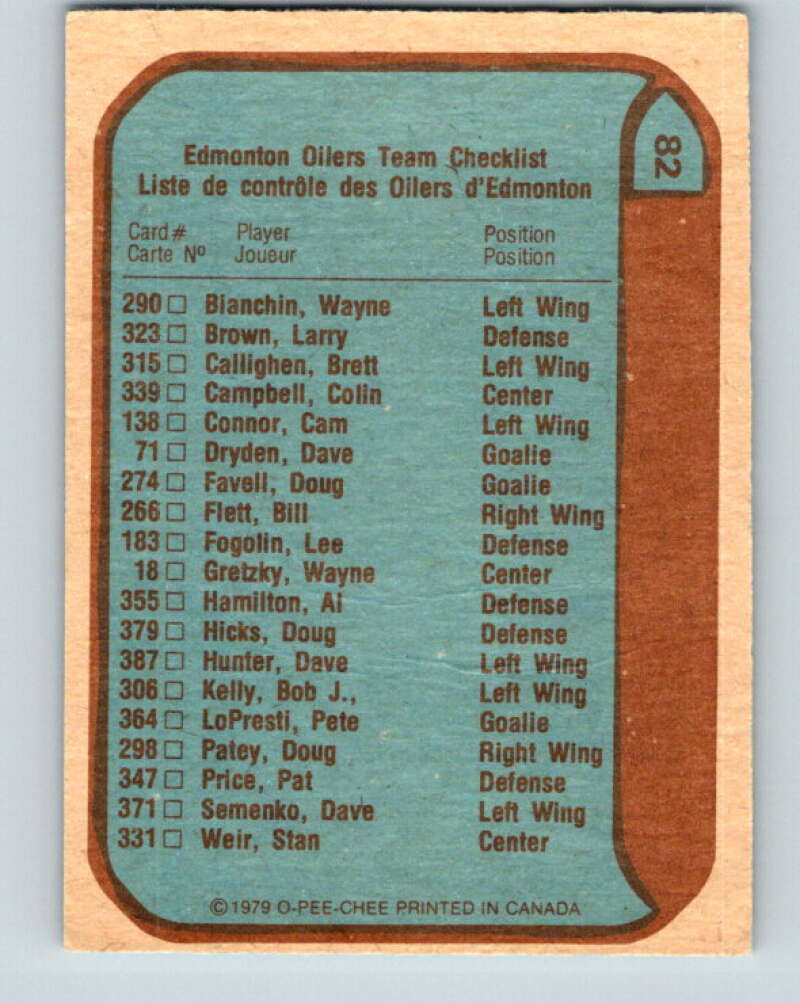 82
Edmonton Oilers Team Checklist
Liste de contrôle des Oilers d'Edmonton
Card # Player Position
Carte Nº Joueur Position
290 □ Bianchin, Wayne Left Wing
323 □ Brown, Larry Defense
315 □ Callighen, Brett Left Wing
339 □ Campbell, Colin Center
138 □ Connor, Cam Left Wing
71 □ Dryden, Dave Goalie
274 □ Favell, Doug Goalie
266 □ Flett, Bill Right Wing
183 □ Fogolin, Lee Defense
18 □ Gretzky, Wayne Center
355 □ Hamilton, Al Defense
379 □ Hicks, Doug Defense
387 □ Hunter, Dave Left Wing
306 □ Kelly, Bob J., Left Wing
364 □ LoPresti, Pete Goalie
298 □ Patey, Doug Right Wing
347 □ Price, Pat Defense
371 □ Semenko, Dave Left Wing
331 □ Weir, Stan Center
© 1979 O-PEE-CHEE PRINTED IN CANADA